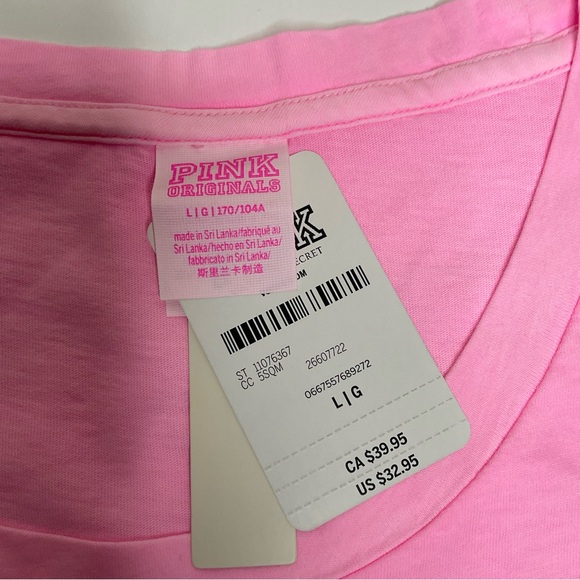 PINK
ORIGINALS
L | G | 170/104A
made in Sri Lanka/fabriqué au
Sri Lanka/hecho en Sri Lanka/
fabbricato in Sri Lanka/
斯里兰卡制造
K
ECRET
OM
ST 11076367
CC 5SQM 26607722
0667557689272
L | G
CA $39.95
US $32.95